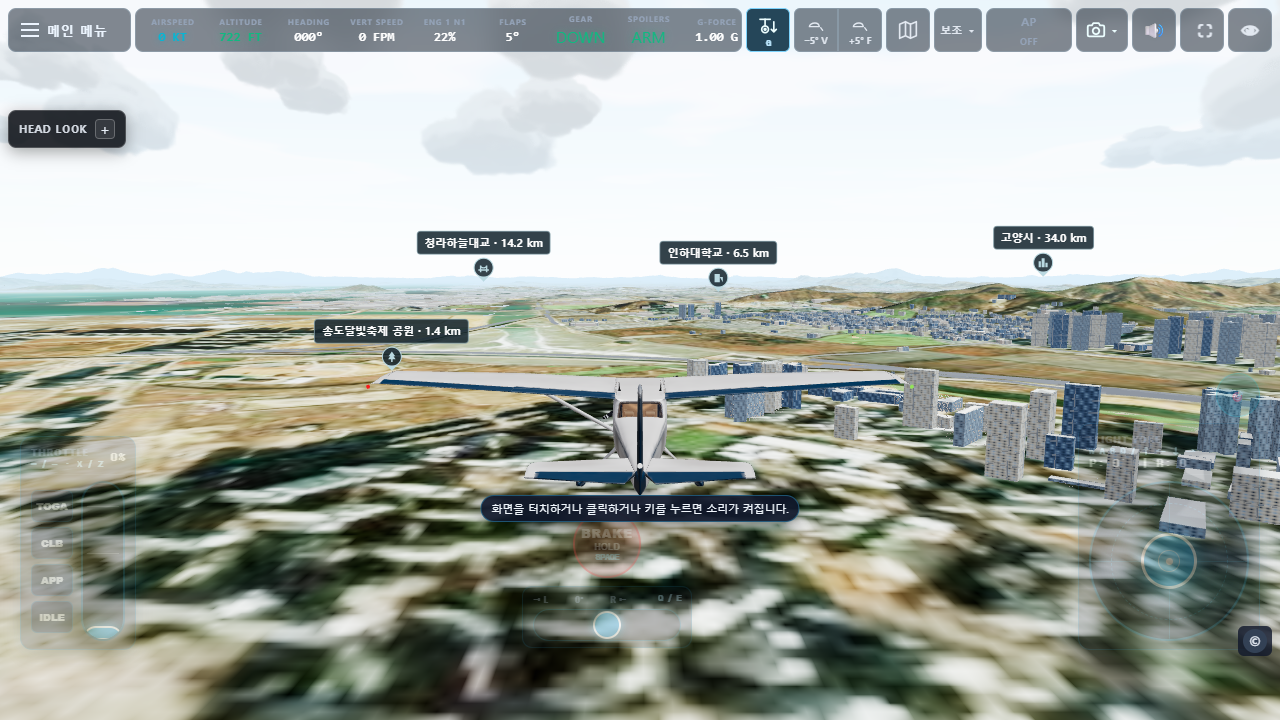 메인 메뉴
AIRSPEED
ALTITUDE
HEADING
000°
VERT SPEED
0 FPM
ENG 1 N1
22%
FLAPS
5°
GEAR
DOWN
SPOILERS
ARM
G-FORCE
1.00 G
G
−5° V
+5° F
보조
AP
OFF
HEAD LOOK +
청라하늘대교 · 14.2 km
인하대학교 · 6.5 km
고양시 · 34.0 km
송도달빛축제 공원 · 1.4 km
0%
TOGA
CLB
APP
IDLE
화면을 터치하거나 클릭하거나 키를 누르면 소리가 켜집니다.
BRAKE
HOLD
→L 0° R← Q / E
©